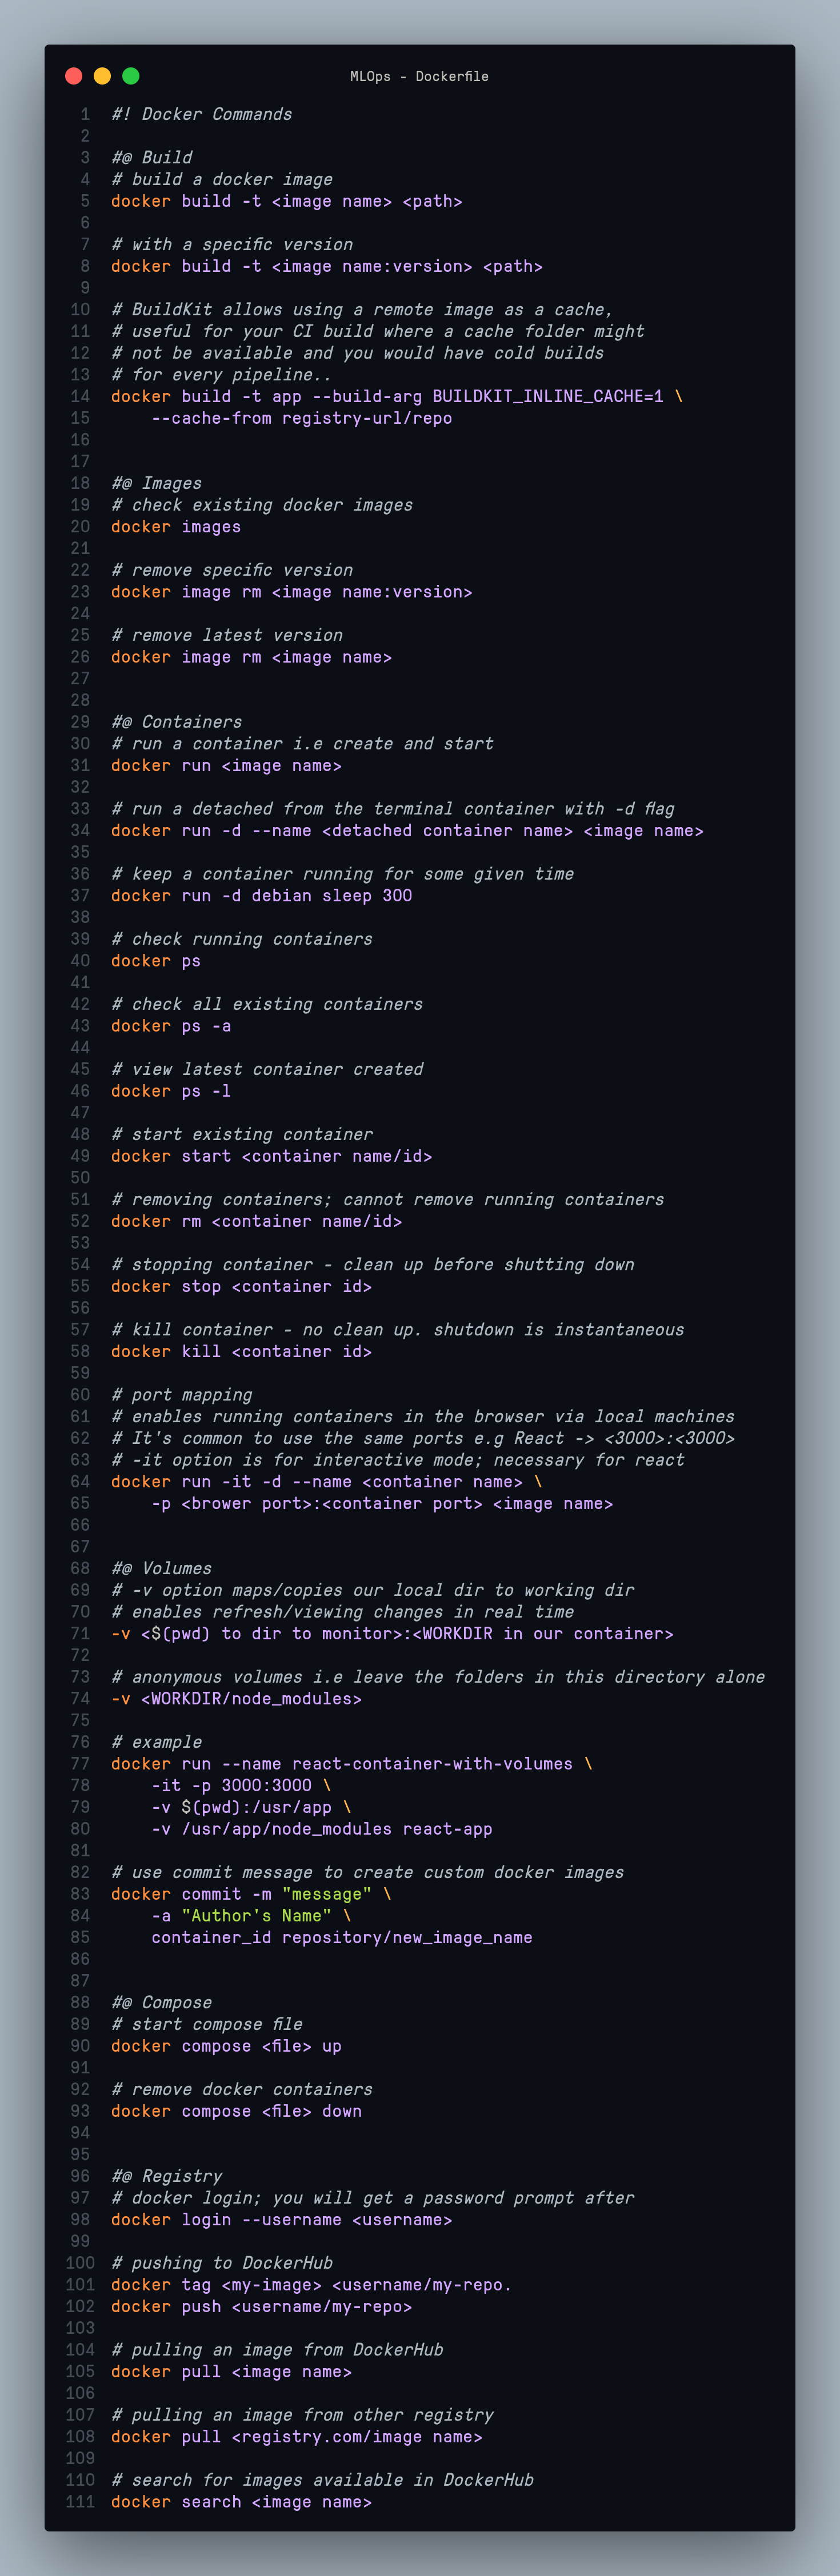 MLOps - Dockerfile
1 #! Docker Commands
2
3 #@ Build
4 # build a docker image
5 docker build -t <image name> <path>
6
7 # with a specific version
8 docker build -t <image name:version> <path>
9
10 # BuildKit allows using a remote image as a cache,
11 # useful for your CI build where a cache folder might
12 # not be available and you would have cold builds
13 # for every pipeline..
14 docker build -t app --build-arg BUILDKIT_INLINE_CACHE=1 \
15     --cache-from registry-url/repo
16
17
18 #@ Images
19 # check existing docker images
20 docker images
21
22 # remove specific version
23 docker image rm <image name:version>
24
25 # remove latest version
26 docker image rm <image name>
27
28
29 #@ Containers
30 # run a container i.e create and start
31 docker run <image name>
32
33 # run a detached from the terminal container with -d flag
34 docker run -d --name <detached container name> <image name>
35
36 # keep a container running for some given time
37 docker run -d debian sleep 300
38
39 # check running containers
40 docker ps
41
42 # check all existing containers
43 docker ps -a
44
45 # view latest container created
46 docker ps -l
47
48 # start existing container
49 docker start <container name/id>
50
51 # removing containers; cannot remove running containers
52 docker rm <container name/id>
53
54 # stopping container - clean up before shutting down
55 docker stop <container id>
56
57 # kill container - no clean up. shutdown is instantaneous
58 docker kill <container id>
59
60 # port mapping
61 # enables running containers in the browser via local machines
62 # It's common to use the same ports e.g React -> <3000>:<3000>
63 # -it option is for interactive mode; necessary for react
64 docker run -it -d --name <container name> \
65     -p <brower port>:<container port> <image name>
66
67
68 #@ Volumes
69 # -v option maps/copies our local dir to working dir
70 # enables refresh/viewing changes in real time
71 -v <$(pwd) to dir to monitor>:<WORKDIR in our container>
72
73 # anonymous volumes i.e leave the folders in this directory alone
74 -v <WORKDIR/node_modules>
75
76 # example
77 docker run --name react-container-with-volumes \
78     -it -p 3000:3000 \
79     -v $(pwd):/usr/app \
80     -v /usr/app/node_modules react-app
81
82 # use commit message to create custom docker images
83 docker commit -m "message" \
84     -a "Author's Name" \
85     container_id repository/new_image_name
86
87
88 #@ Compose
89 # start compose file
90 docker compose <file> up
91
92 # remove docker containers
93 docker compose <file> down
94
95
96 #@ Registry
97 # docker login; you will get a password prompt after
98 docker login --username <username>
99
100 # pushing to DockerHub
101 docker tag <my-image> <username/my-repo.
102 docker push <username/my-repo>
103
104 # pulling an image from DockerHub
105 docker pull <image name>
106
107 # pulling an image from other registry
108 docker pull <registry.com/image name>
109
110 # search for images available in DockerHub
111 docker search <image name>